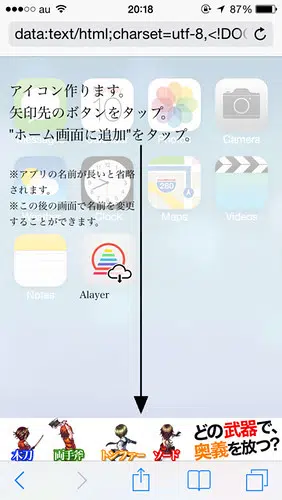 au 20:18 87%
data:text/html;charset=utf-8,<!DO
アイコン作ります。
矢印先のボタンをタップ。
"ホーム画面に追加"をタップ。
10
Camera
※アプリの名前が長いと省略
されます。
※この後の画面で名前を変更
することができます。
Clock
280
Maps
Videos
Notes
Alayer
木刀
両手斧
トンファー
ソード
どの武器で、
奥義を放つ?